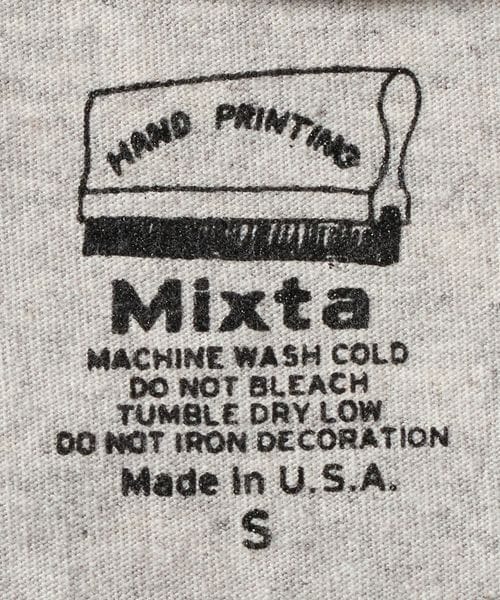 HAND PRINTING
Mixta
MACHINE WASH COLD
DO NOT BLEACH
TUMBLE DRY LOW
DO NOT IRON DECORATION
Made in U.S.A.
S